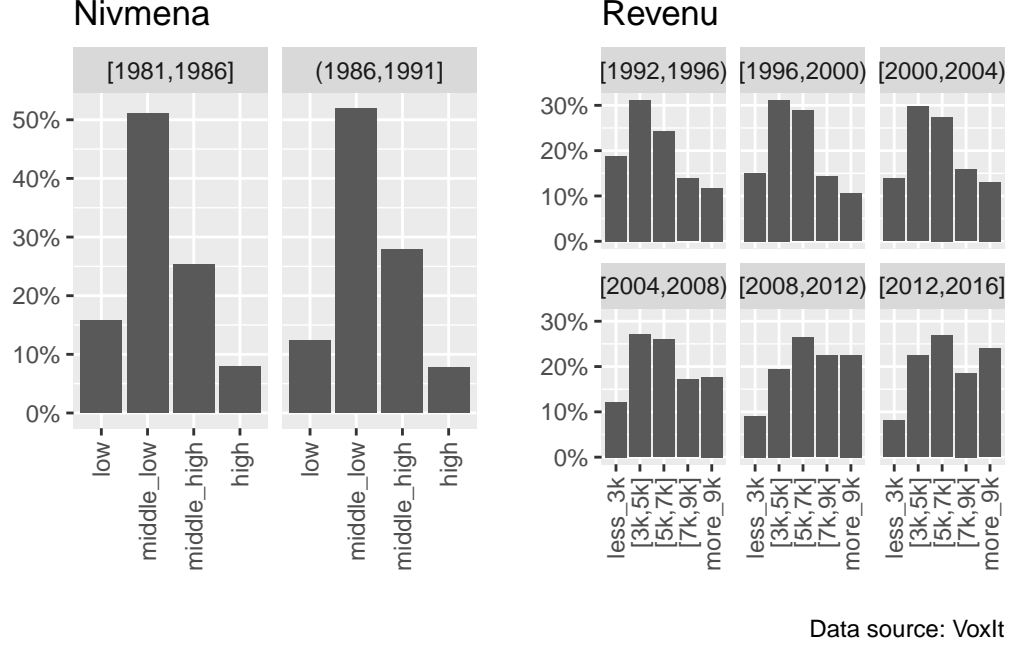 Nivmena
[1981,1986]
(1986,1991]
50%
40%
30%
20%
10%
0%
low
middle_low
middle_high
high
low
middle_low
middle_high
high
Revenu
[1992,1996)
[1996,2000)
[2000,2004)
30%
20%
10%
0%
[2004,2008)
[2008,2012)
[2012,2016]
30%
20%
10%
0%
less_3k
[3k,5k]
[5k,7k]
[7k,9k]
more_9k
less_3k
[3k,5k]
[5k,7k]
[7k,9k]
more_9k
less_3k
[3k,5k]
[5k,7k]
[7k,9k]
more_9k
Data source: VoxIt